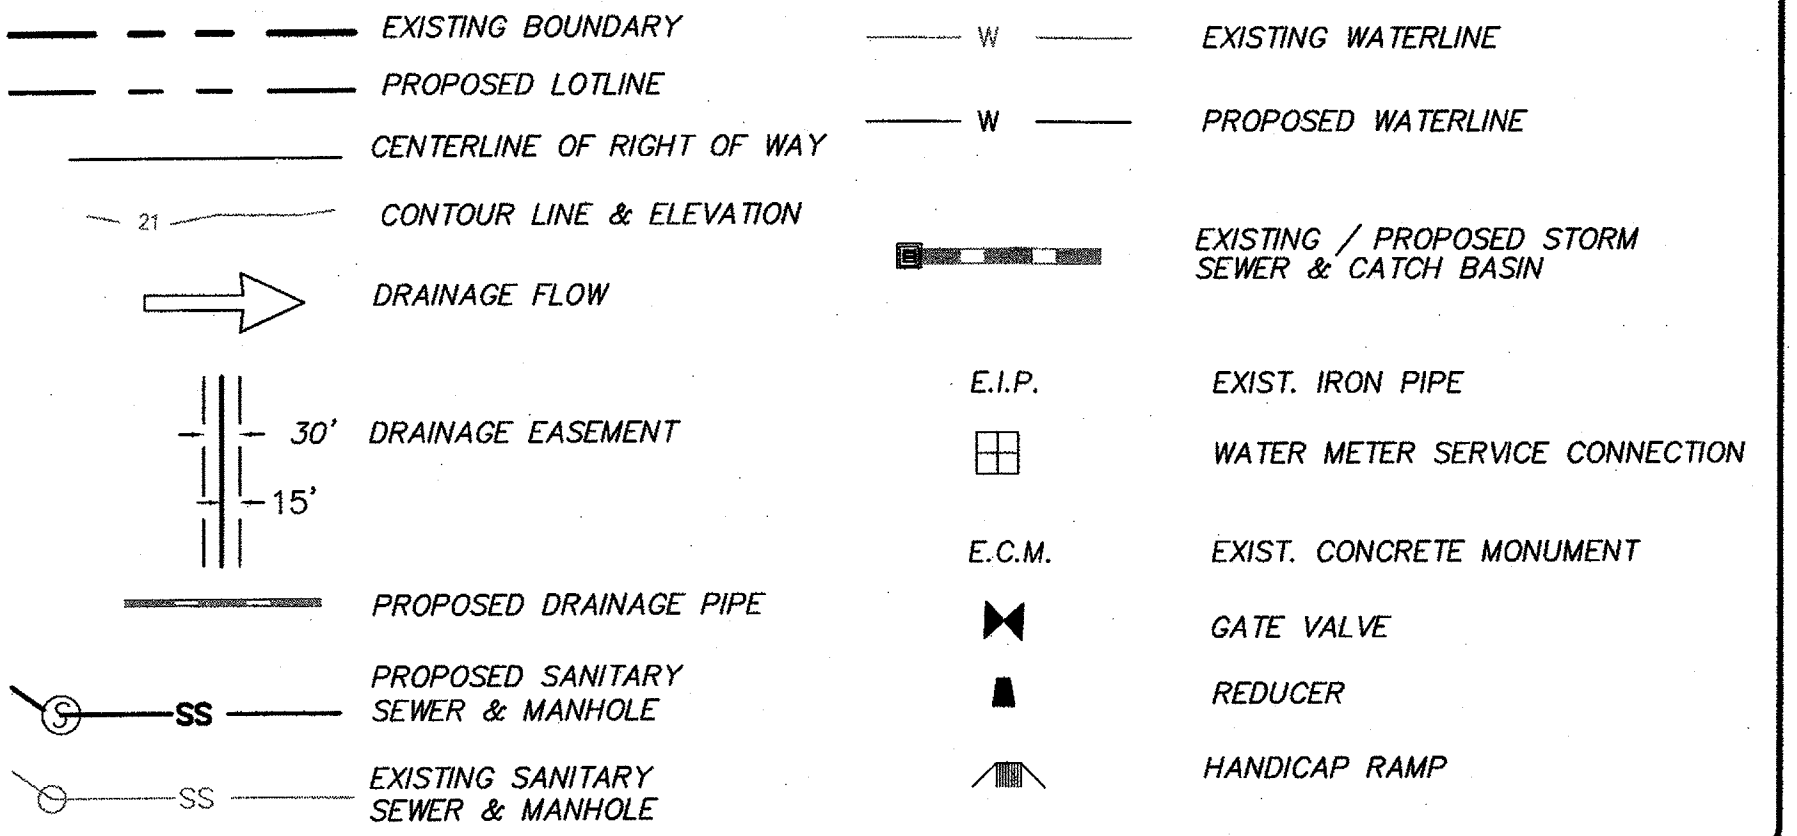 EXISTING BOUNDARY
PROPOSED LOTLINE
CENTERLINE OF RIGHT OF WAY
21 CONTOUR LINE & ELEVATION
DRAINAGE FLOW
30' DRAINAGE EASEMENT
15'
PROPOSED DRAINAGE PIPE
PROPOSED SANITARY
S SS SEWER & MANHOLE
EXISTING SANITARY
SS SEWER & MANHOLE
W EXISTING WATERLINE
W PROPOSED WATERLINE
EXISTING / PROPOSED STORM
SEWER & CATCH BASIN
E.I.P. EXIST. IRON PIPE
WATER METER SERVICE CONNECTION
E.C.M. EXIST. CONCRETE MONUMENT
GATE VALVE
REDUCER
HANDICAP RAMP